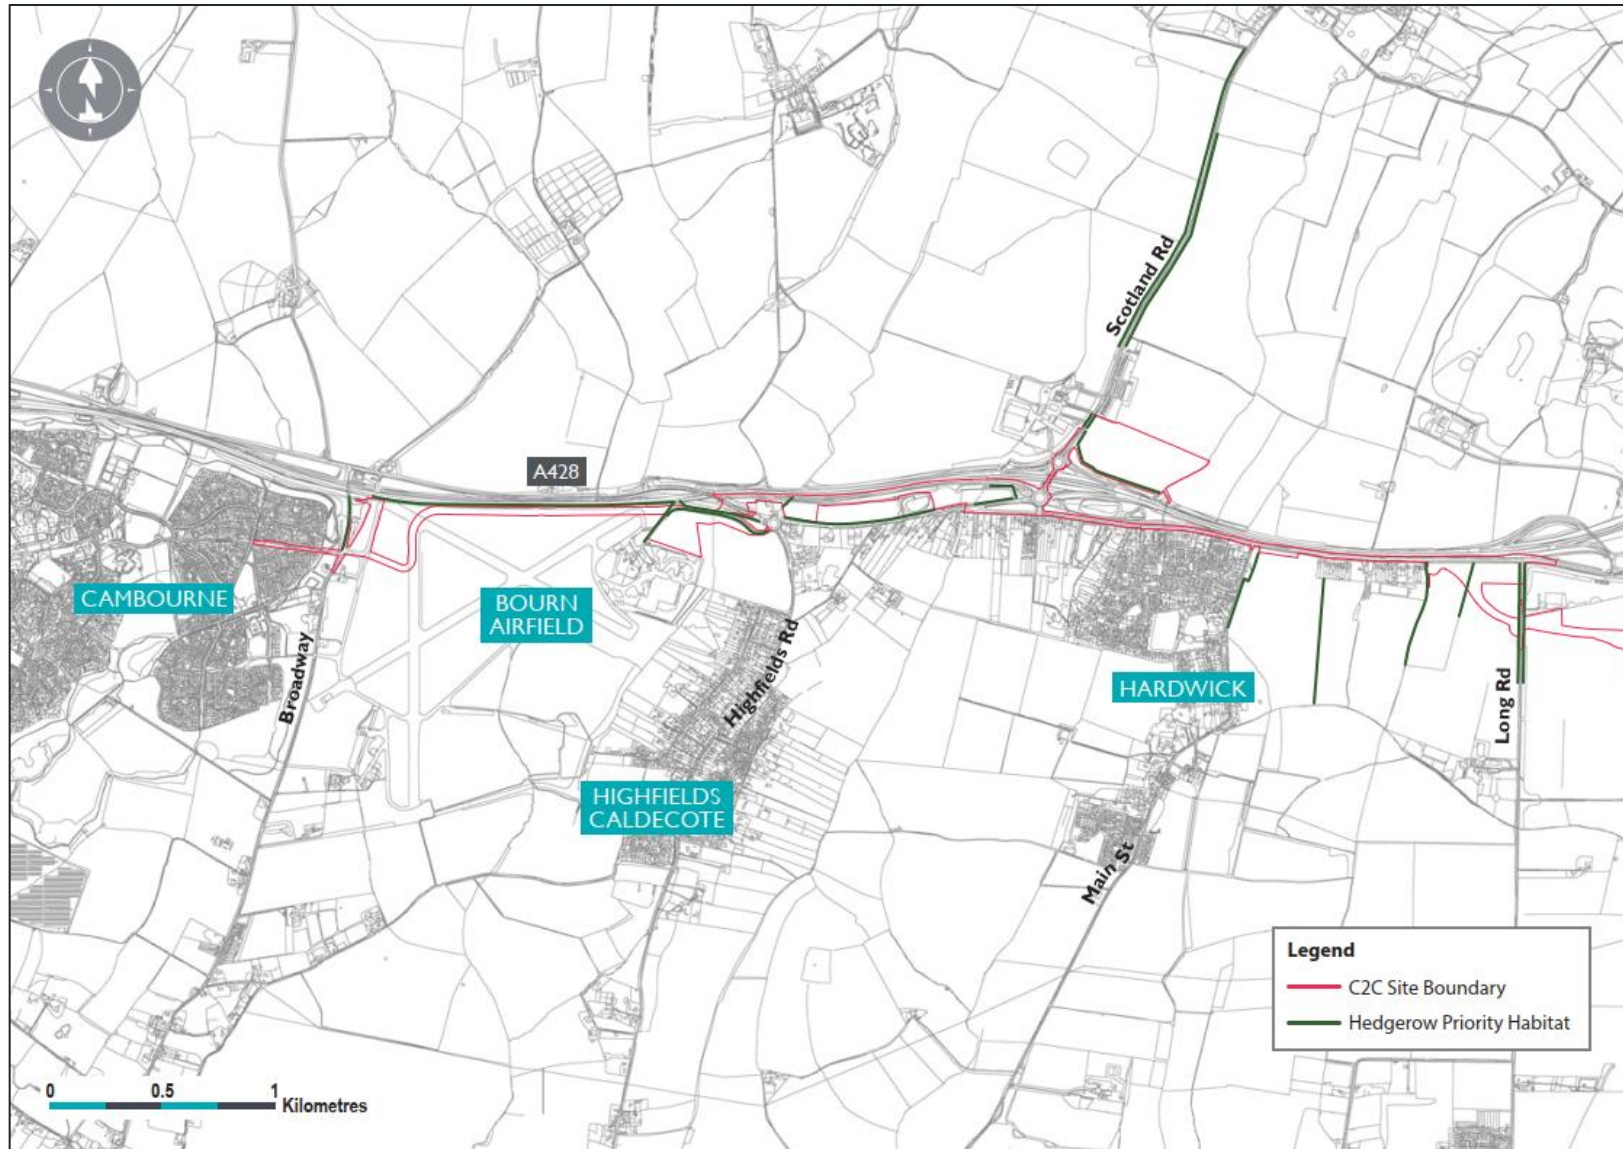 N
Scotland Rd
A428
CAMBOURNE
BOURN
AIRFIELD
Broadway
Highfields Rd
HARDWICK
Long Rd
HIGHFIELDS
CALDECOTE
Main St
Legend
C2C Site Boundary
Hedgerow Priority Habitat
0 0.5 1
Kilometres